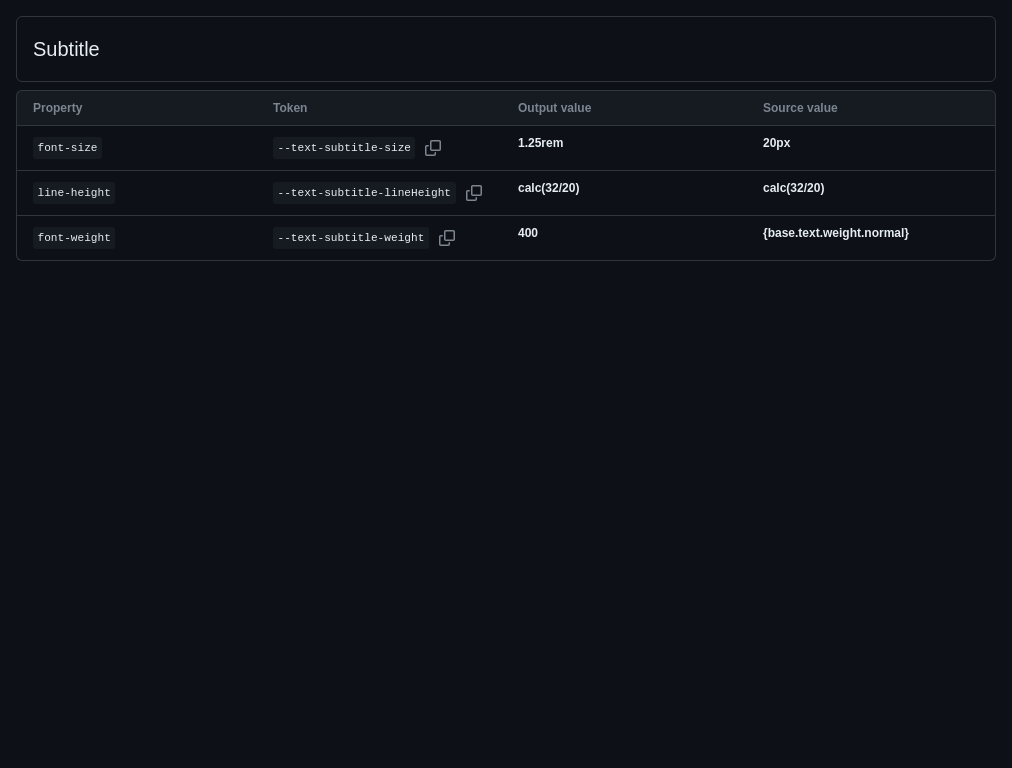 Subtitle
Property Token Output value Source value
font-size --text-subtitle-size 1.25rem 20px
line-height --text-subtitle-lineHeight calc(32/20) calc(32/20)
font-weight --text-subtitle-weight 400 {base.text.weight.normal}